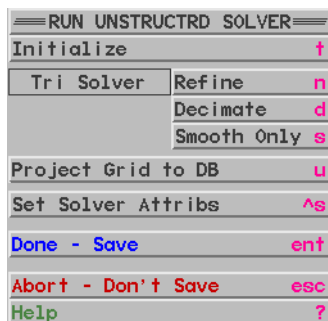 RUN UNSTRUCTRD SOLVER
Initialize t
Tri Solver Refine n
Decimate d
Smooth Only s
Project Grid to DB u
Set Solver Attribs ^s
Done - Save ent
Abort - Don't Save esc
Help ?